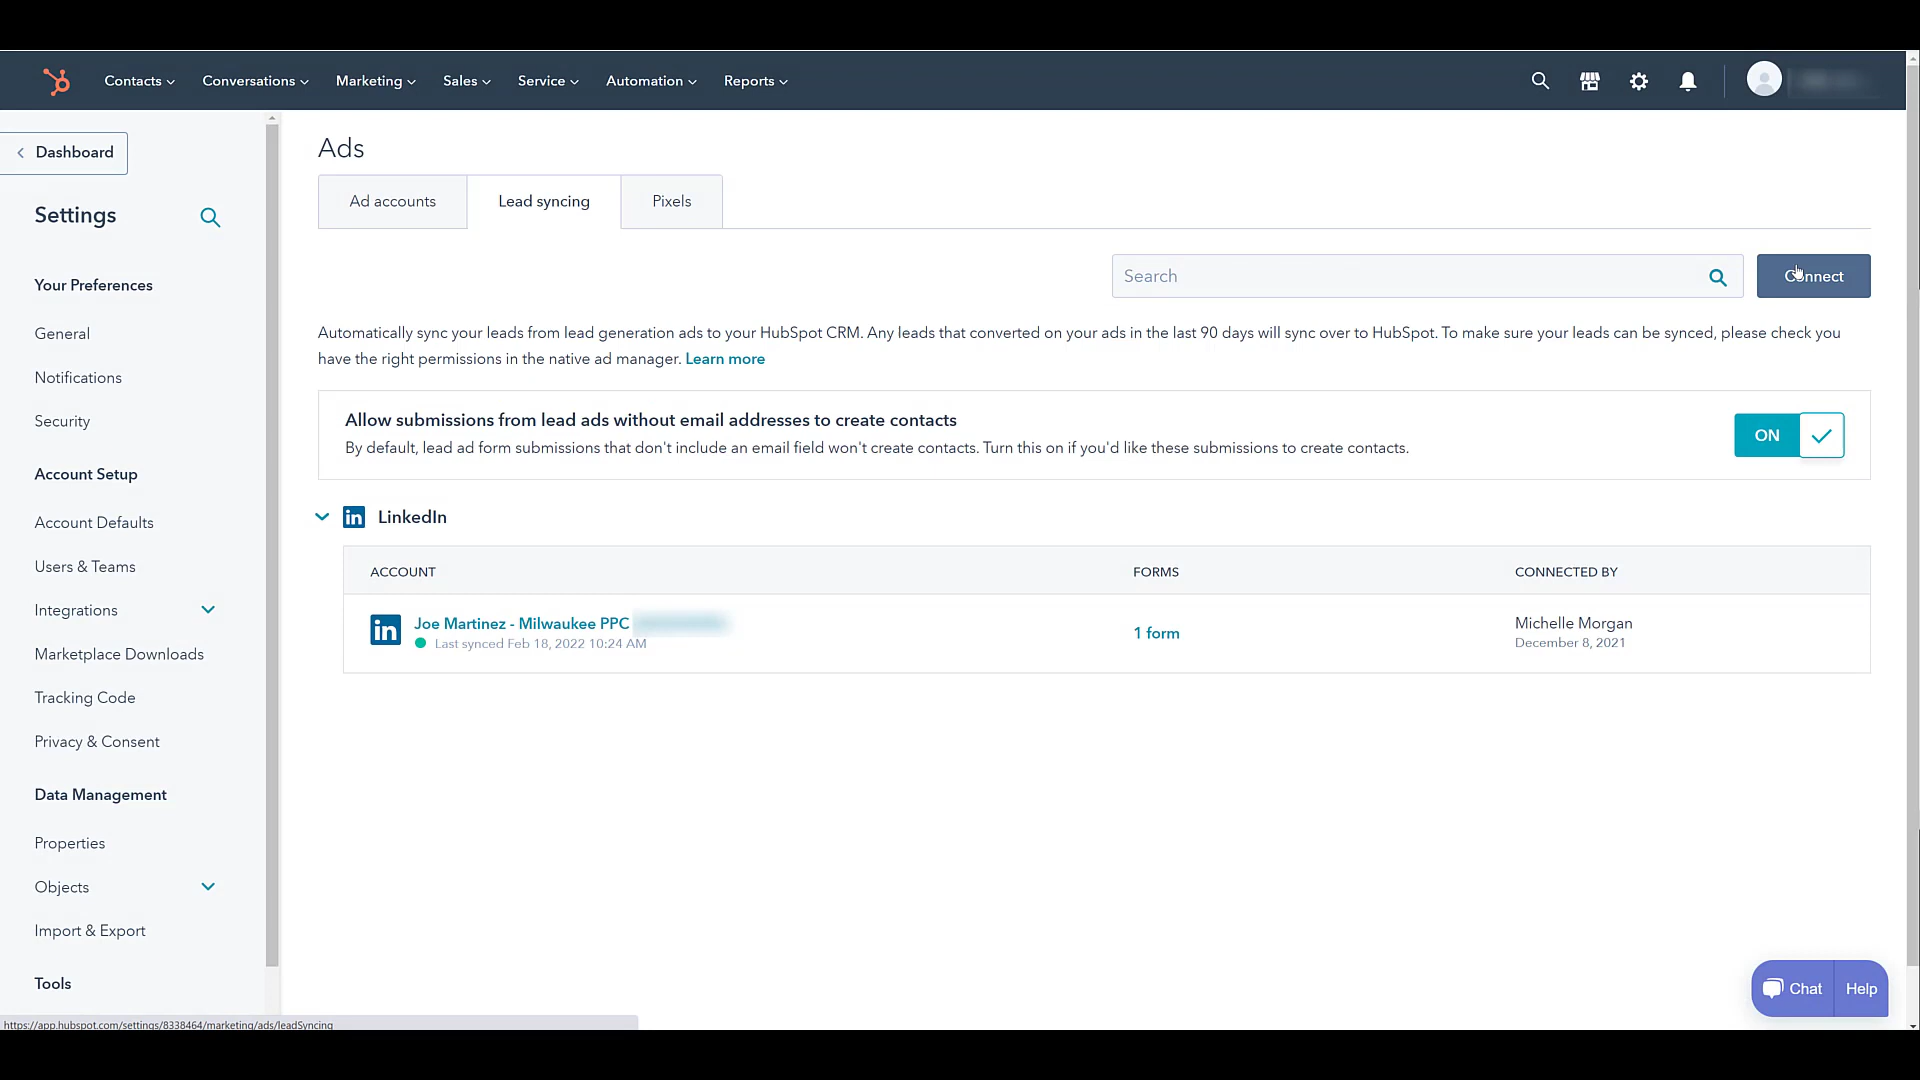 Contacts
Conversations
Marketing
Sales
Service
Automation
Reports
Dashboard
Settings
Your Preferences
General
Notifications
Security
Account Setup
Account Defaults
Users & Teams
Integrations
Marketplace Downloads
Tracking Code
Privacy & Consent
Data Management
Properties
Objects
Import & Export
Tools
Ads
Ad accounts
Lead syncing
Pixels
Search
Connect
Automatically sync your leads from lead generation ads to your HubSpot CRM. Any leads that converted on your ads in the last 90 days will sync over to HubSpot. To make sure your leads can be synced, please check you
have the right permissions in the native ad manager. Learn more
Allow submissions from lead ads without email addresses to create contacts
By default, lead ad form submissions that don't include an email field won't create contacts. Turn this on if you'd like these submissions to create contacts.
ON
in LinkedIn
ACCOUNT
FORMS
CONNECTED BY
in
Joe Martinez - Milwaukee PPC
Last synced Feb 18, 2022 10:24 AM
1 form
Michelle Morgan
December 8, 2021
Chat
Help
https://app.hubspot.com/settings/8338464/marketing/ads/leadSyncing